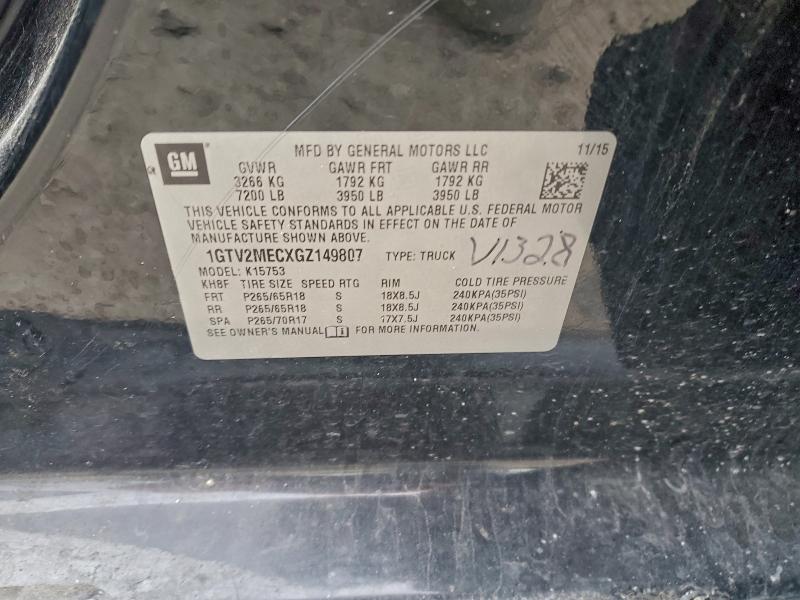 GM
MFD BY GENERAL MOTORS LLC 11/15
GVWR GAWR FRT GAWR RR
3266 KG 1792 KG 1792 KG
7200 LB 3950 LB 3950 LB
THIS VEHICLE CONFORMS TO ALL APPLICABLE U.S. FEDERAL MOTOR
VEHICLE SAFETY STANDARDS IN EFFECT ON THE DATE OF
MANUFACTURE SHOWN ABOVE.
1GTV2MECXGZ149807 TYPE: TRUCK V1328
MODEL: K15753
KH8F TIRE SIZE SPEED RTG RIM COLD TIRE PRESSURE
FRT P265/65R18 S 18X8.5J 240KPA(35PSI)
RR P265/65R18 S 18X8.5J 240KPA(35PSI)
SPA P265/70R17 S 17X7.5J 240KPA(35PSI)
SEE OWNER'S MANUAL FOR MORE INFORMATION.